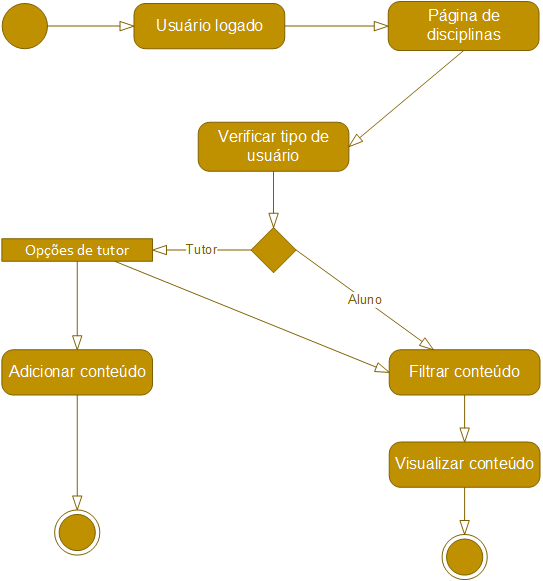 Usuário logado
Página de
disciplinas
Verificar tipo de
usuário
Opções de tutor
Tutor
Aluno
Adicionar conteúdo
Filtrar conteúdo
Visualizar conteúdo